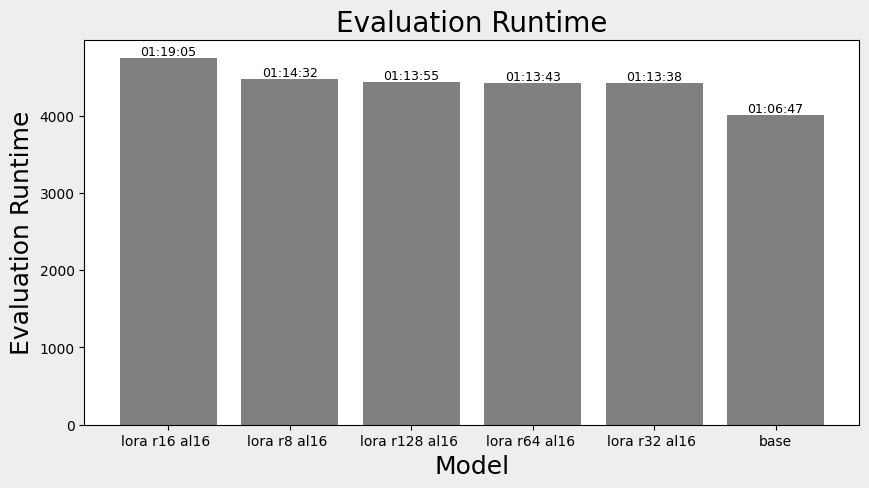 Evaluation Runtime
01:19:05
01:14:32
01:13:55
01:13:43
01:13:38
01:06:47
Evaluation Runtime
4000
3000
2000
1000
0
lora r16 al16
lora r8 al16
lora r128 al16
lora r64 al16
lora r32 al16
base
Model